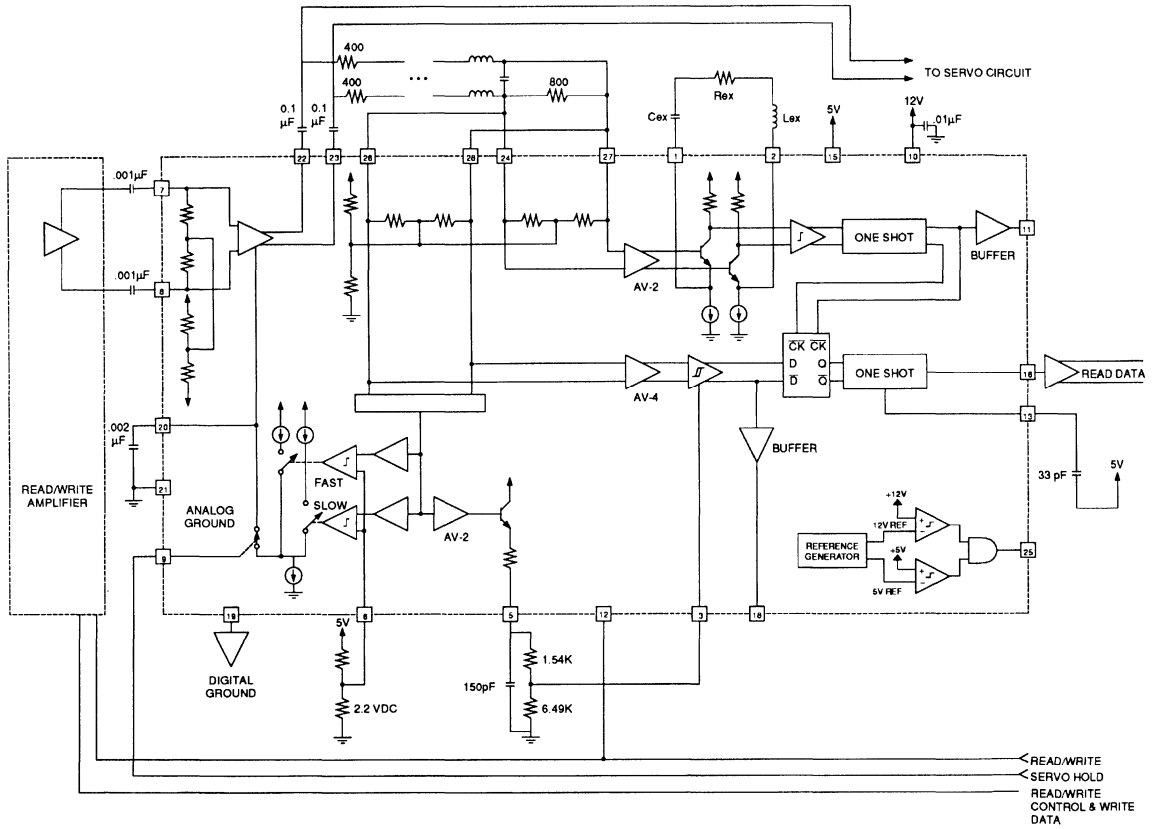 400
...
400
800
TO SERVO CIRCUIT
Rex
Cex
Lex
5V
12V
.01µF
0.1
µF
0.1
µF
22
23
26
28
24
27
1
2
15
10
.001µF
7
.001µF
8
AV-2
ONE SHOT
BUFFER
11
CK CK
D Q
D Q
ONE SHOT
AV-4
16
READ DATA
13
BUFFER
33 pF
5V
.002
µF
20
21
READ/WRITE
AMPLIFIER
ANALOG
GROUND
FAST
SLOW
AV-2
9
+12V
12V REF
+
-
REFERENCE
GENERATOR
+5V
+
-
5V REF
25
19
6
5
12
3
18
DIGITAL
GROUND
5V
2.2 VDC
150pF
1.54K
6.49K
READ/WRITE
SERVO HOLD
READ/WRITE
CONTROL & WRITE
DATA